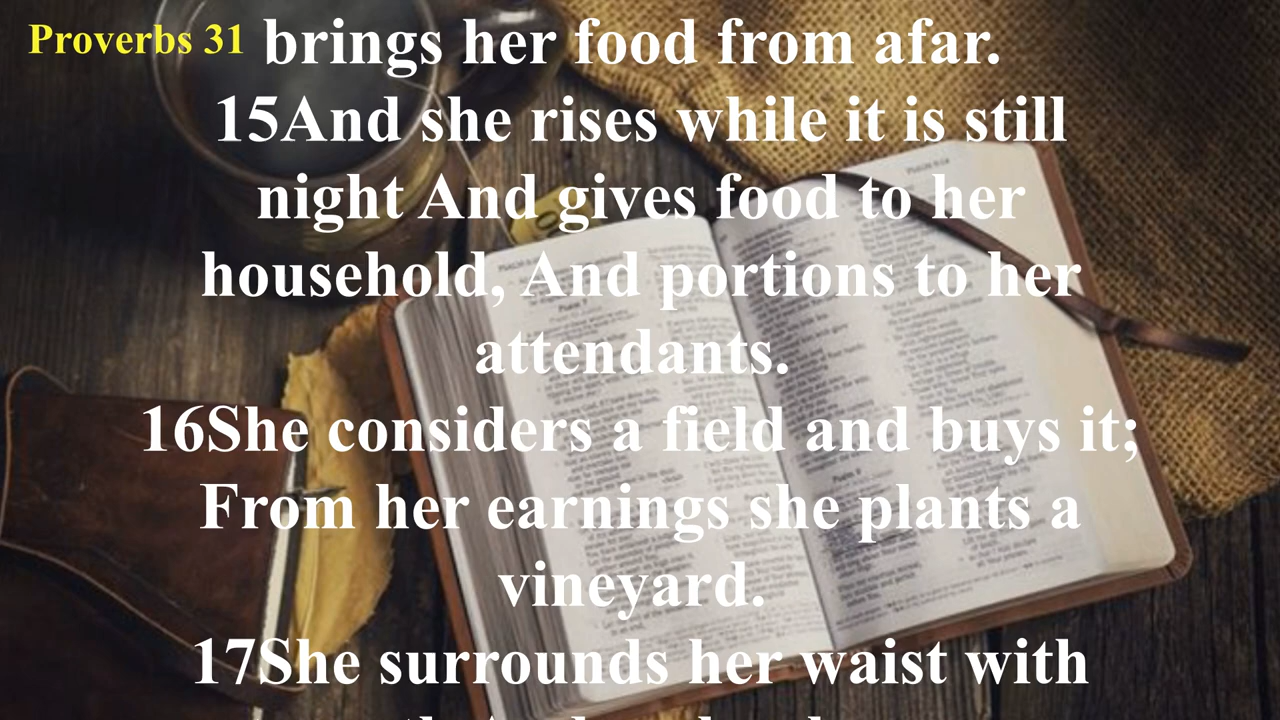 Proverbs 31
brings her food from afar.
15And she rises while it is still
night And gives food to her
household, And portions to her
attendants.
16She considers a field and buys it;
From her earnings she plants a
vineyard.
17She surrounds her waist with